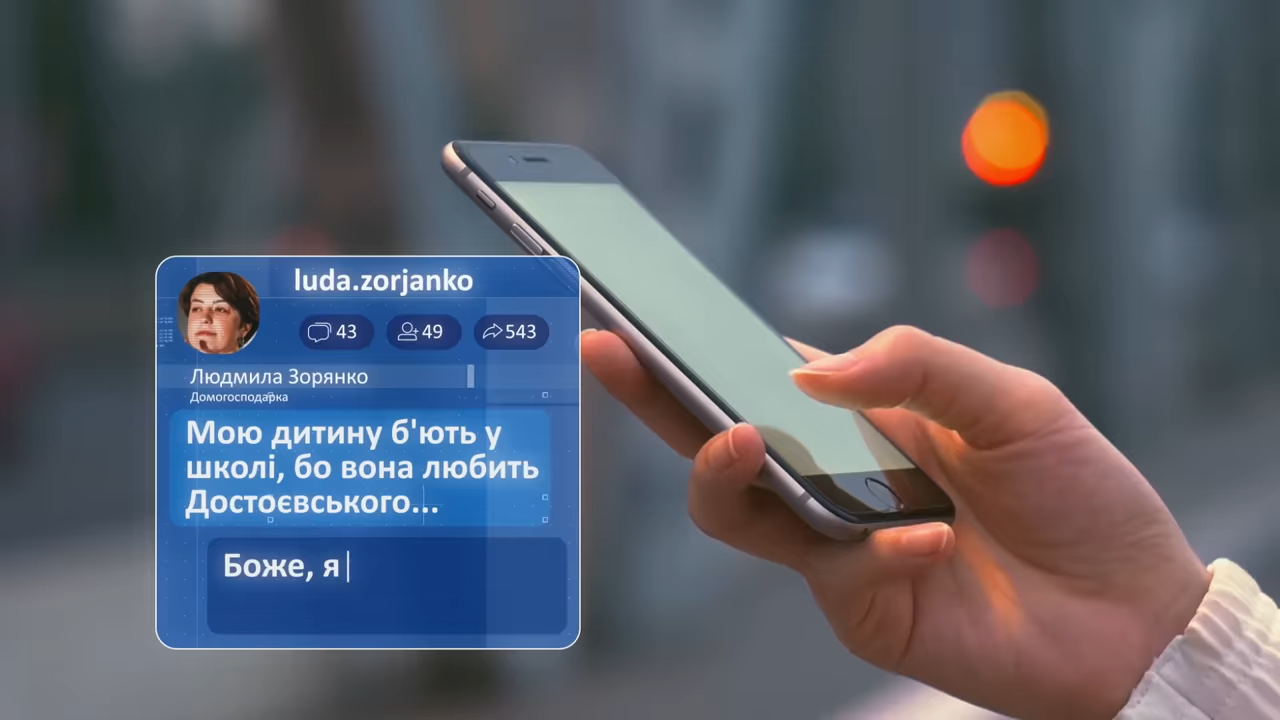 luda.zorjanko
43 49 543
Людмила Зорянко
Домогосподарка
Мою дитину б'ють у
школі, бо вона любить
Достоєвського...
Боже, я